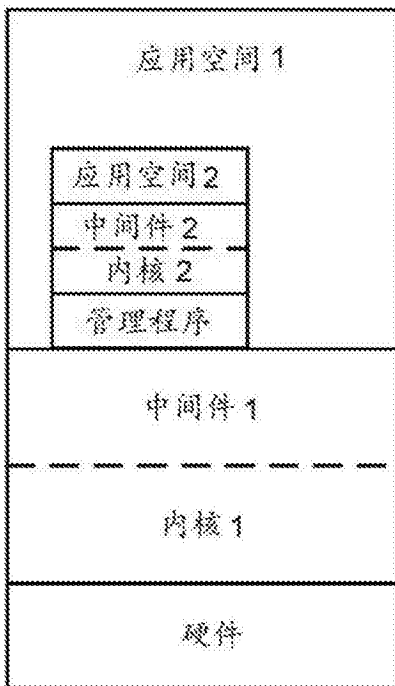 应用空间 1
应用空间 2
中间件 2
内核 2
管理程序
中间件 1
内核 1
硬件